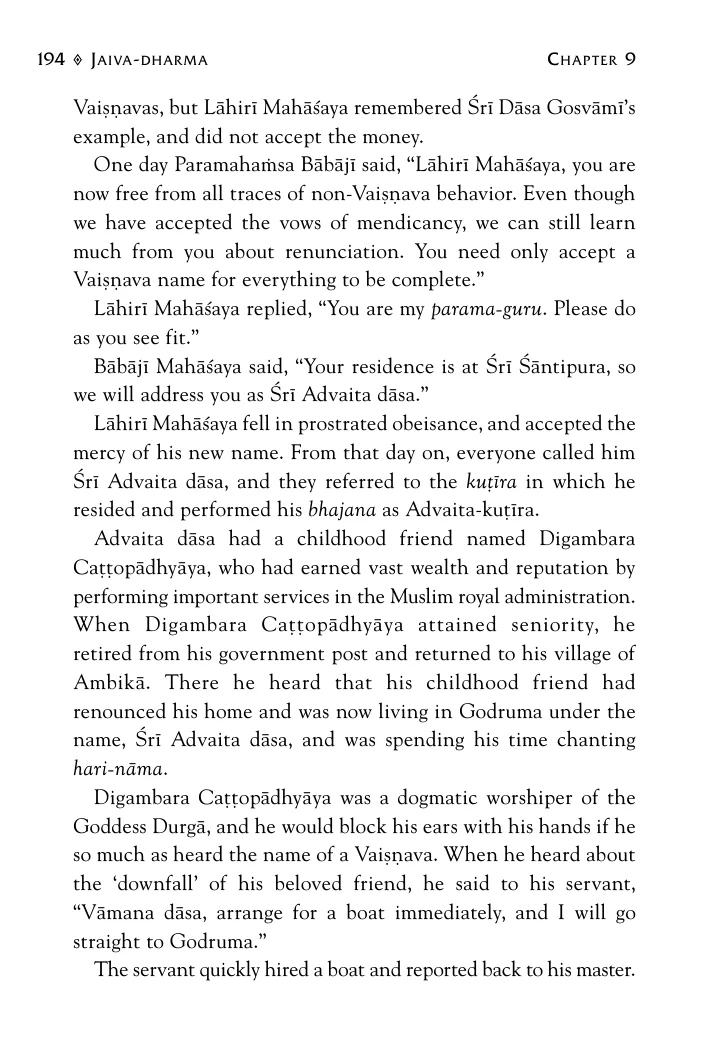 194 ◈ Jaiva-dharma Chapter 9
Vaiṣṇavas, but Lāhirī Mahāśaya remembered Śrī Dāsa Gosvāmī’s
example, and did not accept the money.
One day Paramahaṁsa Bābājī said, “Lāhirī Mahāśaya, you are
now free from all traces of non-Vaiṣṇava behavior. Even though
we have accepted the vows of mendicancy, we can still learn
much from you about renunciation. You need only accept a
Vaiṣṇava name for everything to be complete.”
Lāhirī Mahāśaya replied, “You are my parama-guru. Please do
as you see fit.”
Bābājī Mahāśaya said, “Your residence is at Śrī Śāntipura, so
we will address you as Śrī Advaita dāsa.”
Lāhirī Mahāśaya fell in prostrated obeisance, and accepted the
mercy of his new name. From that day on, everyone called him
Śrī Advaita dāsa, and they referred to the kuṭīra in which he
resided and performed his bhajana as Advaita-kuṭīra.
Advaita dāsa had a childhood friend named Digambara
Caṭṭopādhyāya, who had earned vast wealth and reputation by
performing important services in the Muslim royal administration.
When Digambara Caṭṭopādhyāya attained seniority, he
retired from his government post and returned to his village of
Ambikā. There he heard that his childhood friend had
renounced his home and was now living in Godruma under the
name, Śrī Advaita dāsa, and was spending his time chanting
hari-nāma.
Digambara Caṭṭopādhyāya was a dogmatic worshiper of the
Goddess Durgā, and he would block his ears with his hands if he
so much as heard the name of a Vaiṣṇava. When he heard about
the ‘downfall’ of his beloved friend, he said to his servant,
“Vāmana dāsa, arrange for a boat immediately, and I will go
straight to Godruma.”
The servant quickly hired a boat and reported back to his master.